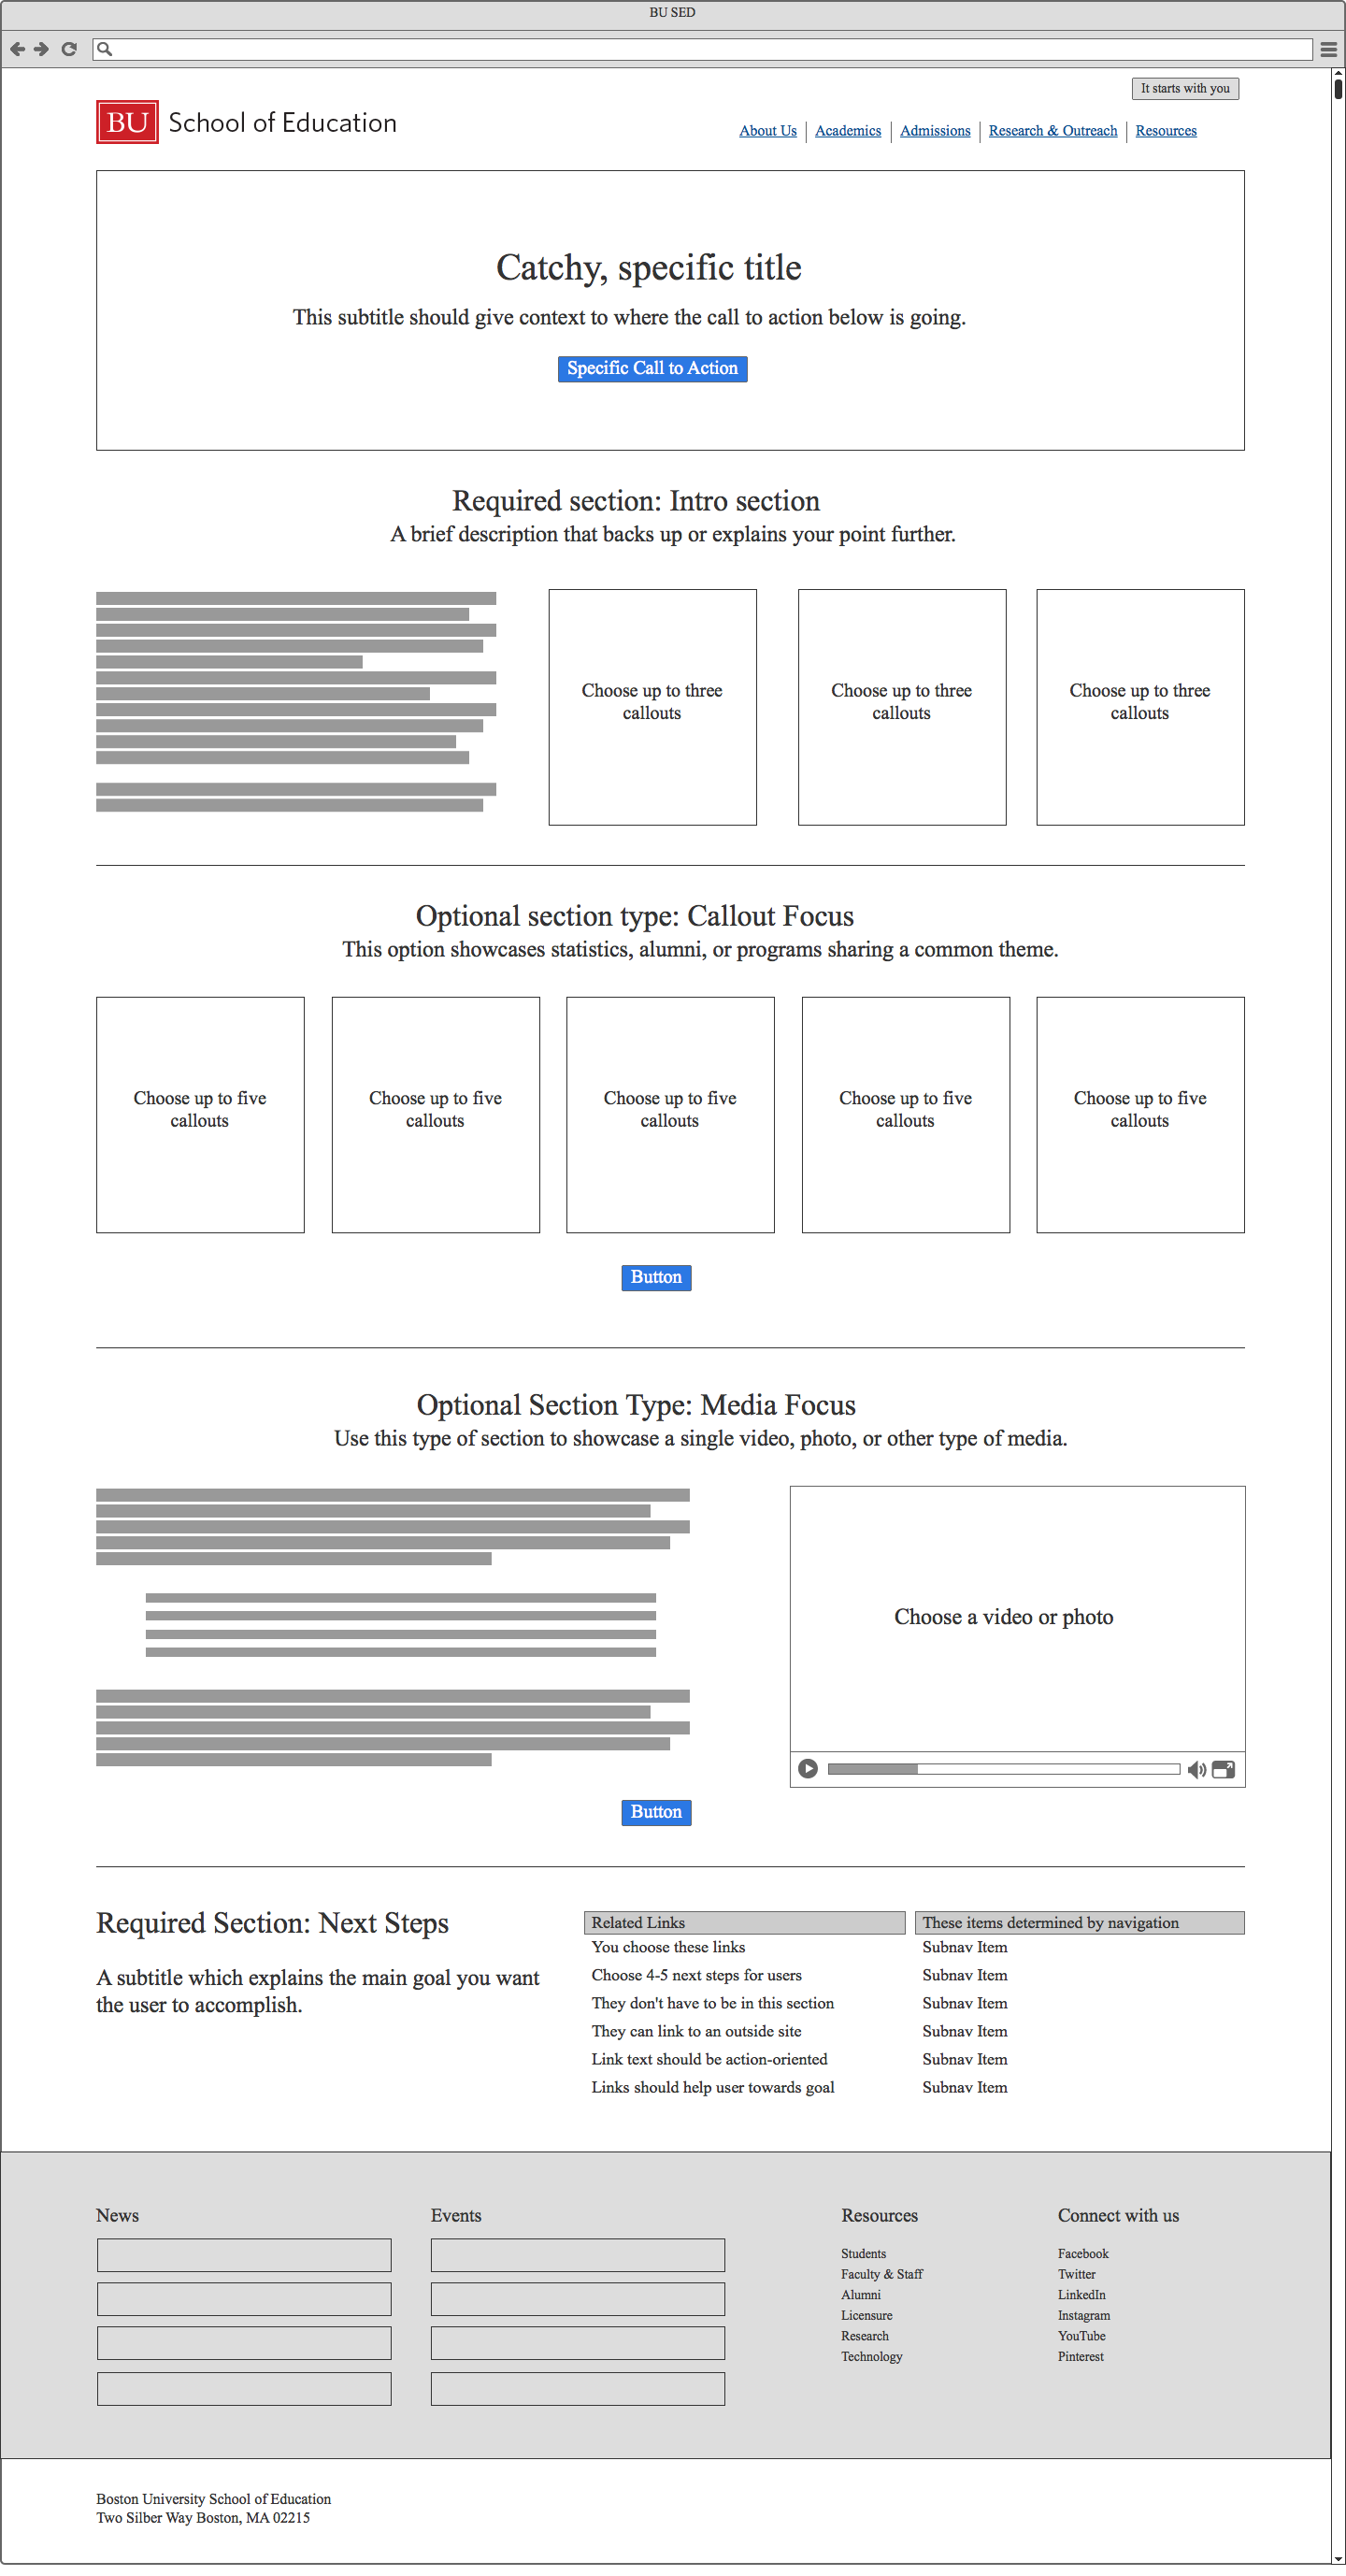 BU SED
It starts with you
BU School of Education
About Us Academics Admissions Research & Outreach Resources
Catchy, specific title
This subtitle should give context to where the call to action below is going.
Specific Call to Action
Required section: Intro section
A brief description that backs up or explains your point further.
Choose up to three
callouts
Choose up to three
callouts
Choose up to three
callouts
Optional section type: Callout Focus
This option showcases statistics, alumni, or programs sharing a common theme.
Choose up to five
callouts
Choose up to five
callouts
Choose up to five
callouts
Choose up to five
callouts
Choose up to five
callouts
Button
Optional Section Type: Media Focus
Use this type of section to showcase a single video, photo, or other type of media.
Choose a video or photo
Button
Required Section: Next Steps
A subtitle which explains the main goal you want
the user to accomplish.
Related Links
You choose these links
Choose 4-5 next steps for users
They don't have to be in this section
They can link to an outside site
Link text should be action-oriented
Links should help user towards goal
These items determined by navigation
Subnav Item
Subnav Item
Subnav Item
Subnav Item
Subnav Item
Subnav Item
News
Events
Resources
Students
Faculty & Staff
Alumni
Licensure
Research
Technology
Connect with us
Facebook
Twitter
LinkedIn
Instagram
YouTube
Pinterest
Boston University School of Education
Two Silber Way Boston, MA 02215